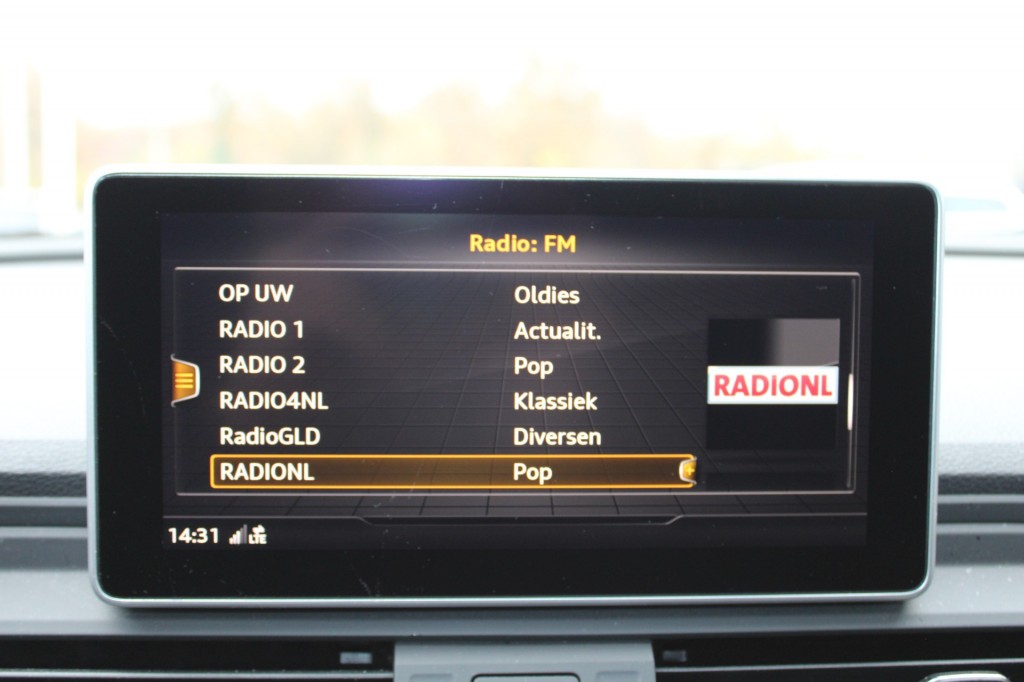 Radio: FM
OP UW Oldies
RADIO 1 Actualit.
RADIO 2 Pop
RADIO4NL Klassiek
RadioGLD Diversen
RADIONL Pop
RADIONL
14:31 LTE